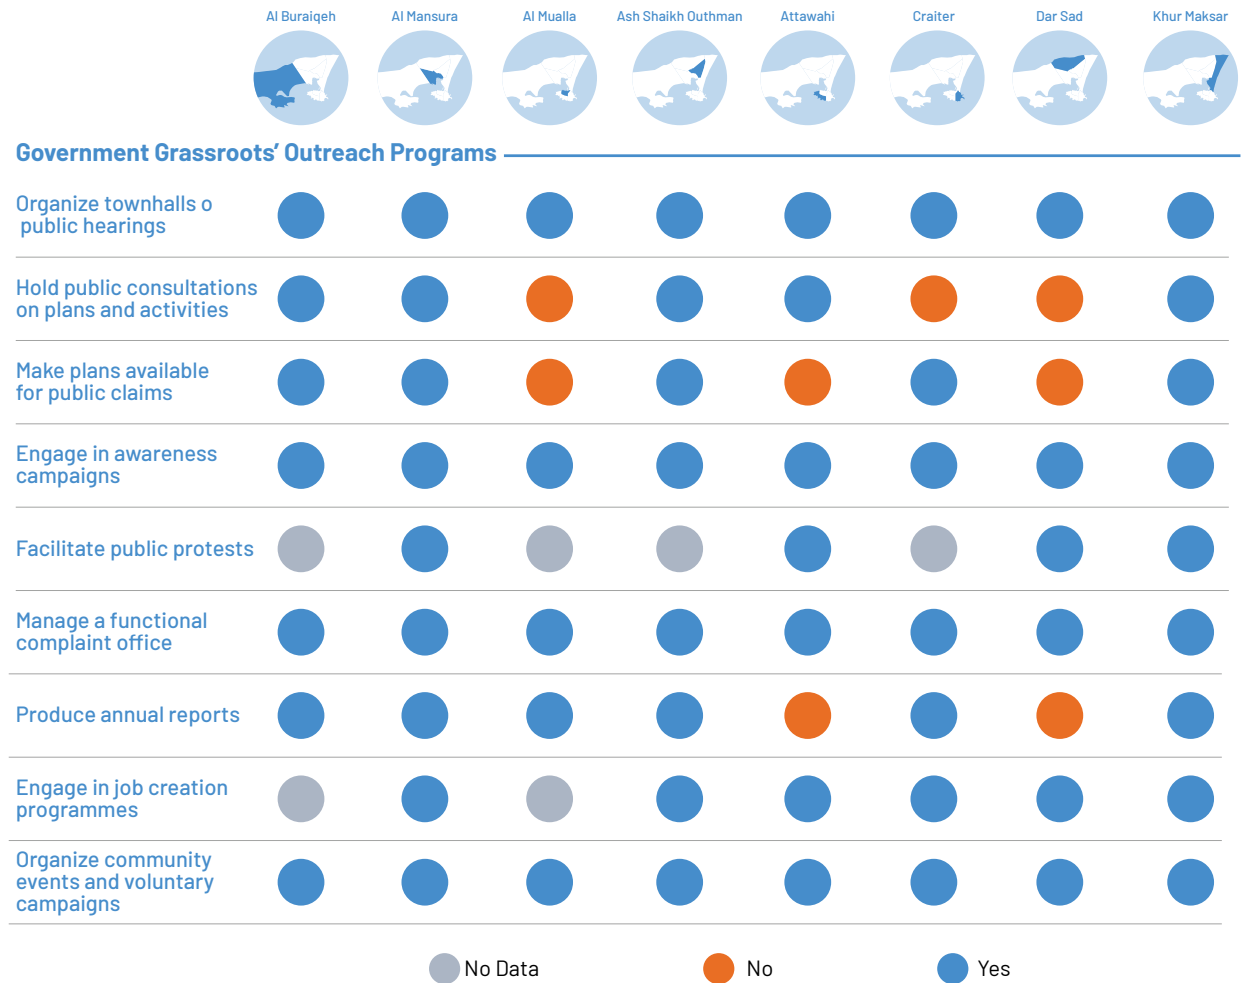 Al Buraiqeh
Al Mansura
Al Mualla
Ash Shaikh Outhman
Attawahi
Craiter
Dar Sad
Khur Maksar
Government Grassroots’ Outreach Programs
Organize townhalls o
public hearings
Hold public consultations
on plans and activities
Make plans available
for public claims
Engage in awareness
campaigns
Facilitate public protests
Manage a functional
complaint office
Produce annual reports
Engage in job creation
programmes
Organize community
events and voluntary
campaigns
No Data
No
Yes